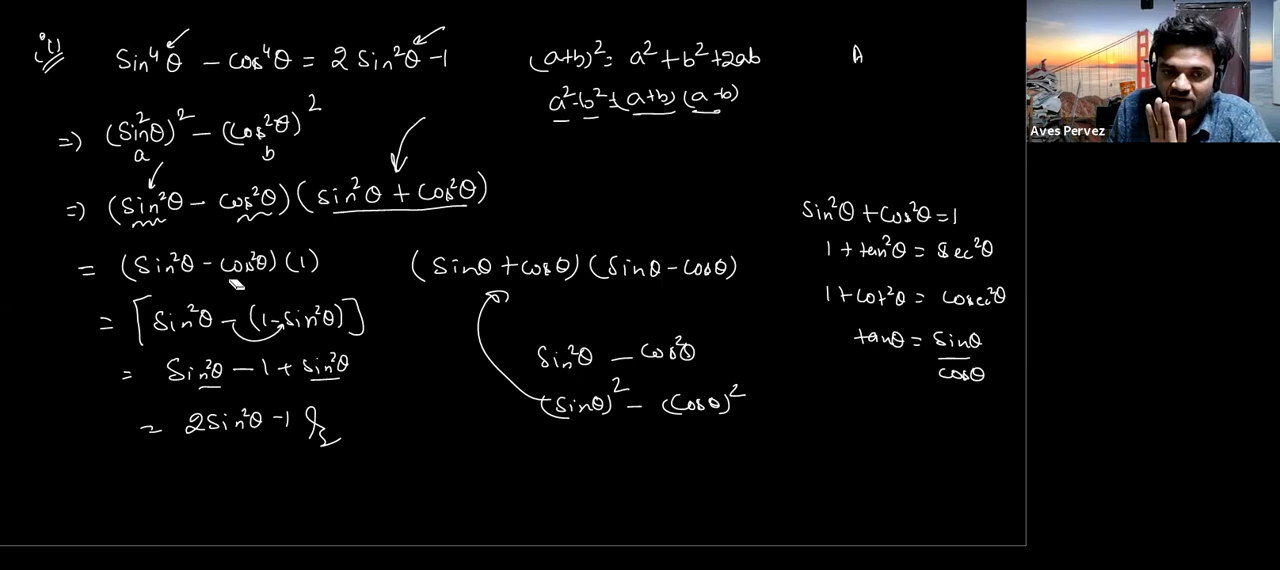 ii) Sin⁴θ - cos⁴θ = 2 Sin²θ - 1
⇒ (Sin²θ)² - (Cos²θ)²
a b
⇒ (Sin²θ - Cos²θ) (Sin²θ + Cos²θ)
= (Sin²θ - Cos²θ) (1)
= [Sin²θ - (1 - Sin²θ)]
= Sin²θ - 1 + Sin²θ
= 2Sin²θ - 1
(a+b)² = a² + b² + 2ab
a² - b² = (a+b) (a-b)
(Sinθ + Cosθ) (Sinθ - Cosθ)
Sin²θ - Cos²θ
(Sinθ)² - (Cosθ)²
A
Sin²θ + Cos²θ = 1
1 + tan²θ = Sec²θ
1 + Cot²θ = Cosec²θ
tanθ = Sinθ
Cosθ
Aves Pervez